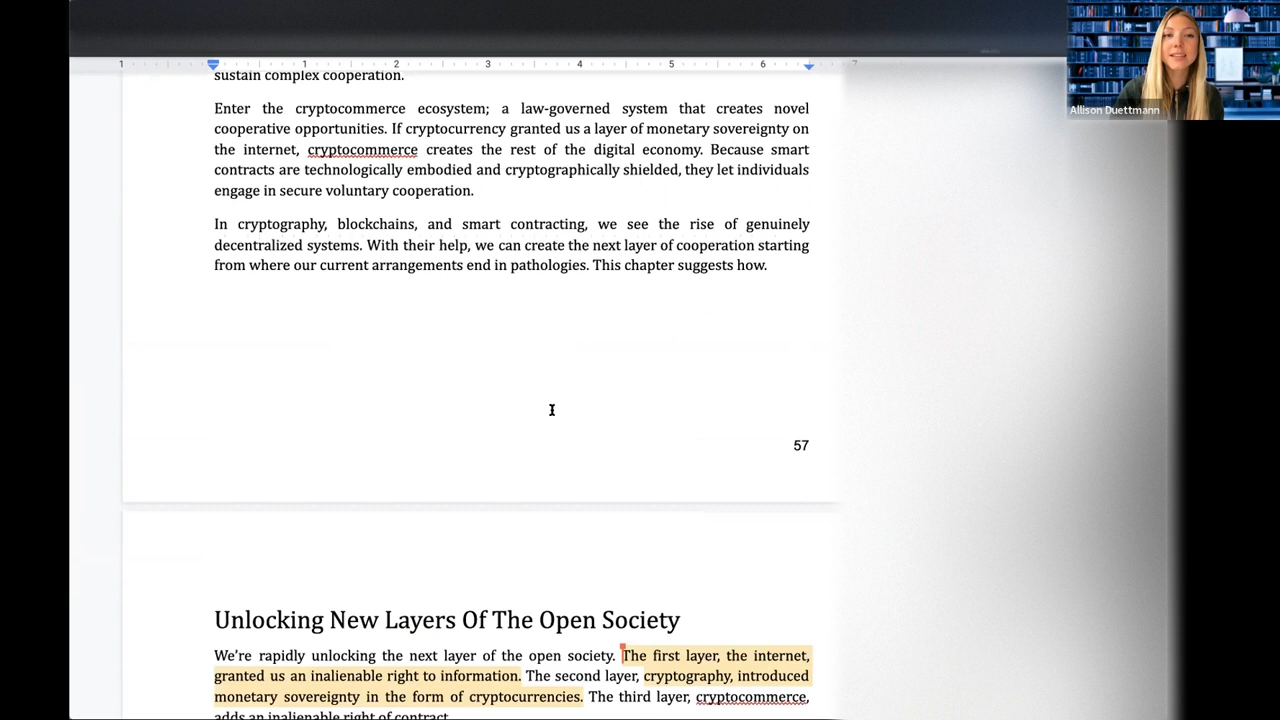 1 1 2 3 4 5 6 7
Allison Duettmann
sustain complex cooperation.
Enter the cryptocommerce ecosystem; a law-governed system that creates novel
cooperative opportunities. If cryptocurrency granted us a layer of monetary sovereignty on
the internet, cryptocommerce creates the rest of the digital economy. Because smart
contracts are technologically embodied and cryptographically shielded, they let individuals
engage in secure voluntary cooperation.
In cryptography, blockchains, and smart contracting, we see the rise of genuinely
decentralized systems. With their help, we can create the next layer of cooperation starting
from where our current arrangements end in pathologies. This chapter suggests how.
57
Unlocking New Layers Of The Open Society
We're rapidly unlocking the next layer of the open society. The first layer, the internet,
granted us an inalienable right to information. The second layer, cryptography, introduced
monetary sovereignty in the form of cryptocurrencies. The third layer, cryptocommerce,
adds an inalienable right of contract.